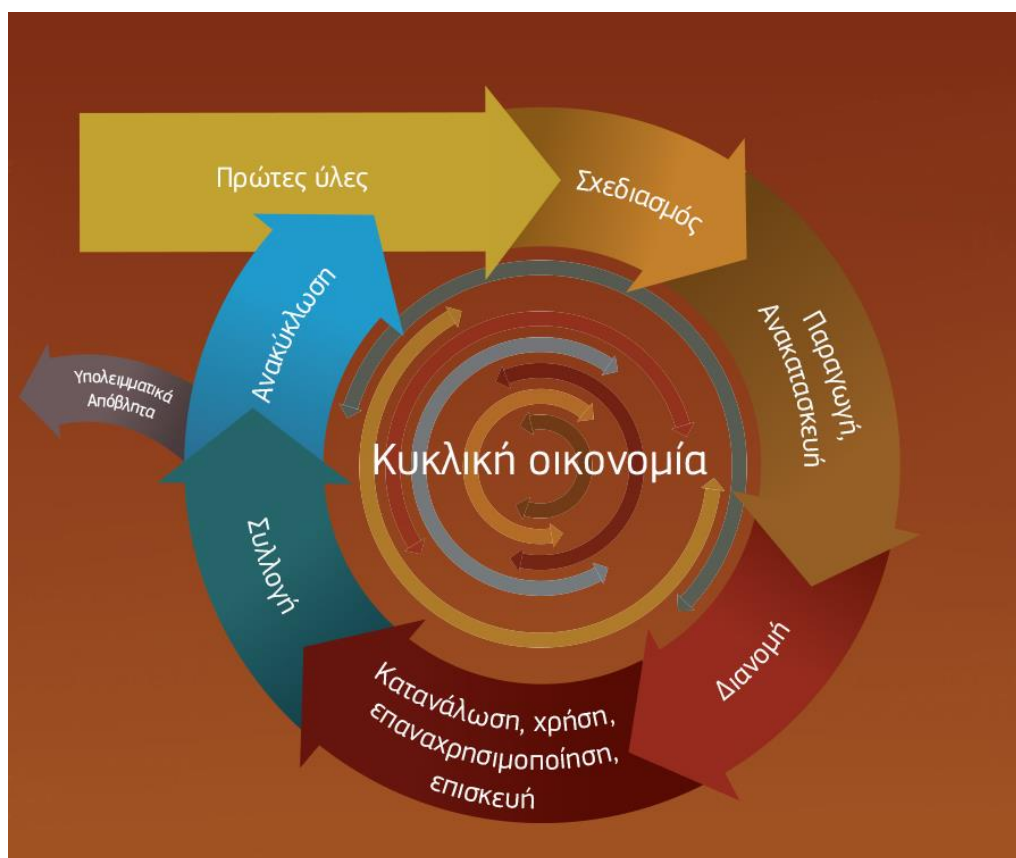 Πρώτες ύλες
Σχεδιασμός
Παραγωγή,
Ανακατασκευή
Διανομή
Κατανάλωση, χρήση,
επαναχρησιμοποίηση,
επισκευή
Συλλογή
Ανακύκλωση
Υπολειμματικά
Απόβλητα
Κυκλική οικονομία